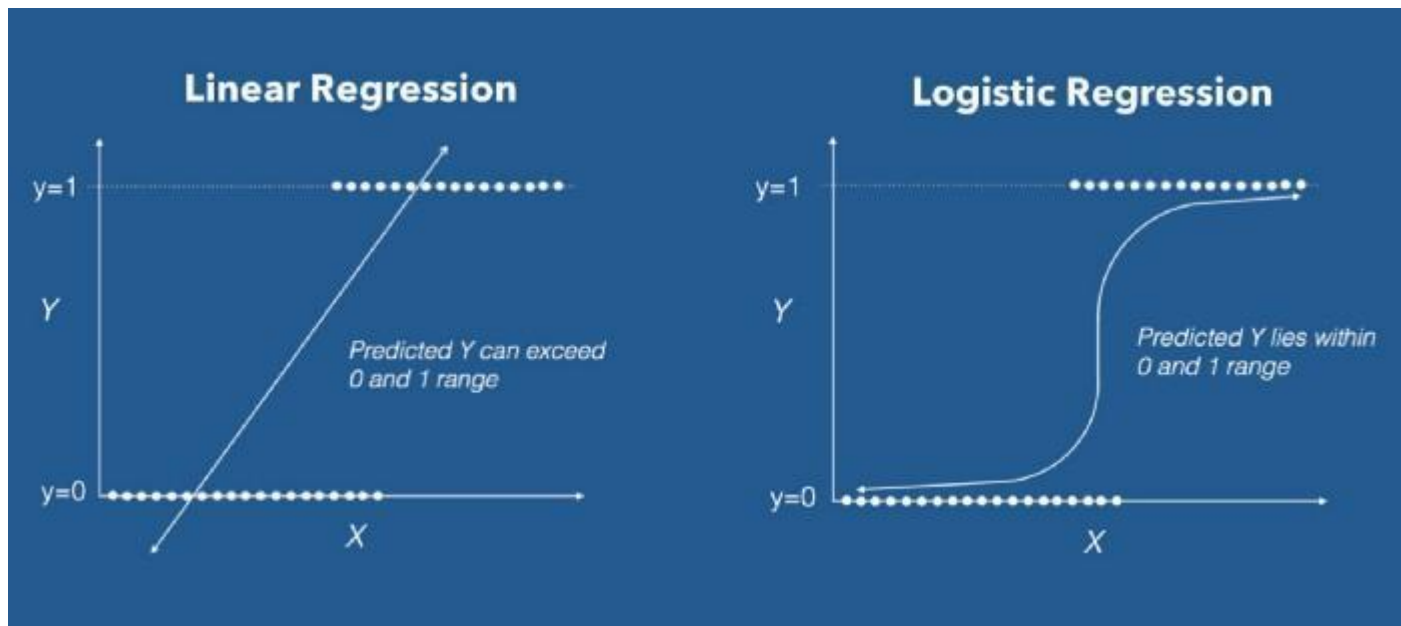 Linear Regression
y=1
Y
Predicted Y can exceed
0 and 1 range
y=0
X
Logistic Regression
y=1
Y
Predicted Y lies within
0 and 1 range
y=0
X